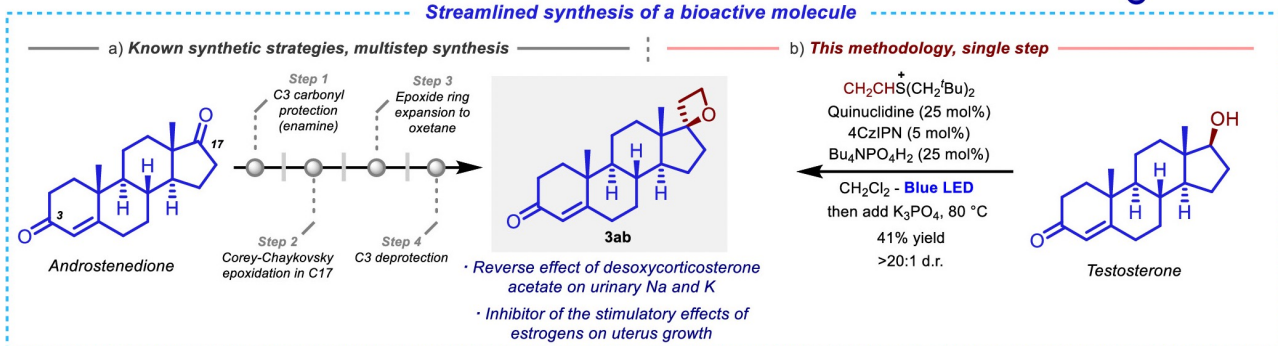 Streamlined synthesis of a bioactive molecule
a) Known synthetic strategies, multistep synthesis
b) This methodology, single step
O
17
3
O
Androstenedione
Step 1
C3 carbonyl
protection
(enamine)
Step 3
Epoxide ring
expansion to
oxetane
Step 2
Corey-Chaykovsky
epoxidation in C17
Step 4
C3 deprotection
H
H
H
H
H
H
O
O
3ab
· Reverse effect of desoxycorticosterone
acetate on urinary Na and K
· Inhibitor of the stimulatory effects of
estrogens on uterus growth
+
CH₂CHS(CHᵗ₂Bu)₂
Quinuclidine (25 mol%)
4CzIPN (5 mol%)
Bu₄NPO₄H₂ (25 mol%)
CH₂Cl₂ - Blue LED
then add K₃PO₄, 80 °C
41% yield
>20:1 d.r.
OH
H
H
H
O
Testosterone